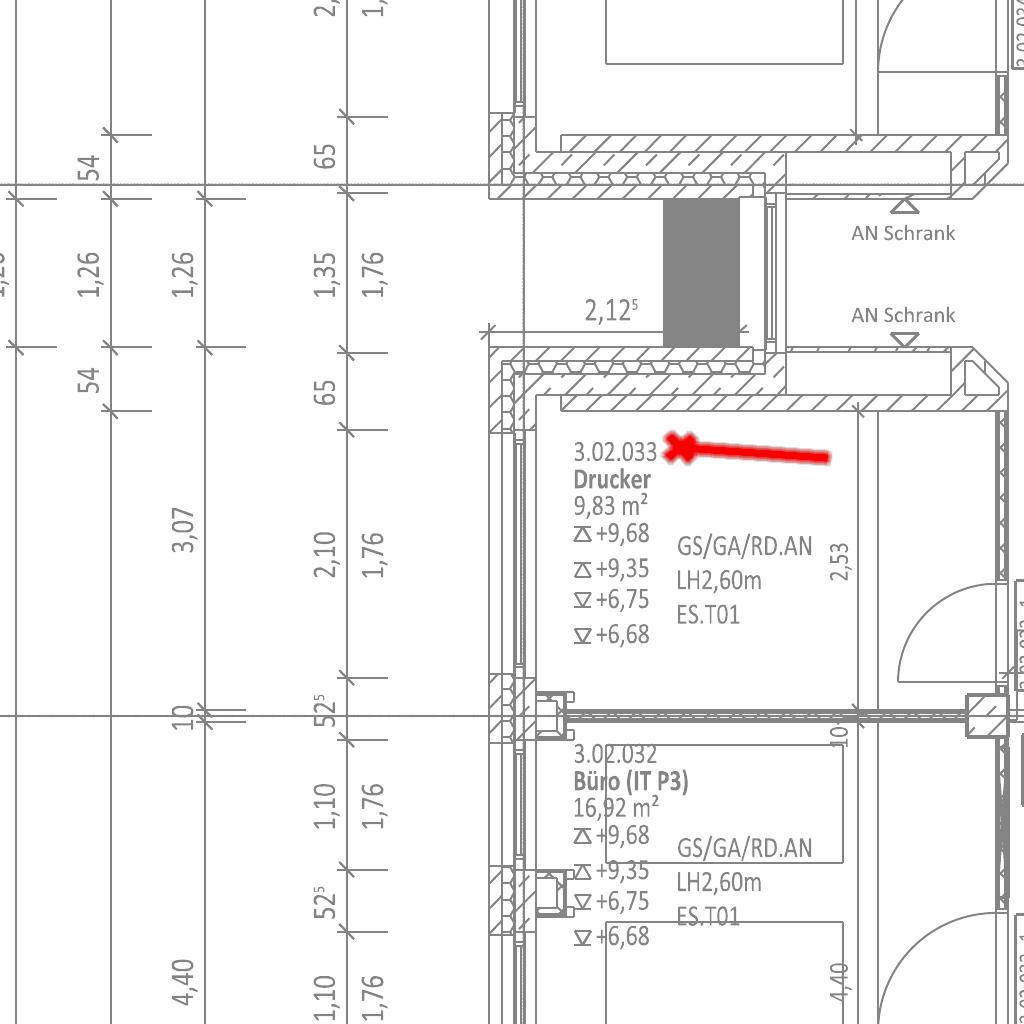 54
65
1,26
1,26
1,35
1,76
2,12⁵
AN Schrank
AN Schrank
54
65
3.02.033
Drucker
9,83 m²
+9,68
+9,35
+6,75
+6,68
GS/GA/RD.AN
LH2,60m
ES.T01
2,53
3,07
2,10
1,76
10
52⁵
10
3.02.032
Büro (IT P3)
16,92 m²
+9,68
+9,35
+6,75
+6,68
GS/GA/RD.AN
LH2,60m
ES.T01
1,10
1,76
52⁵
4,40
4,40
1,10
1,76